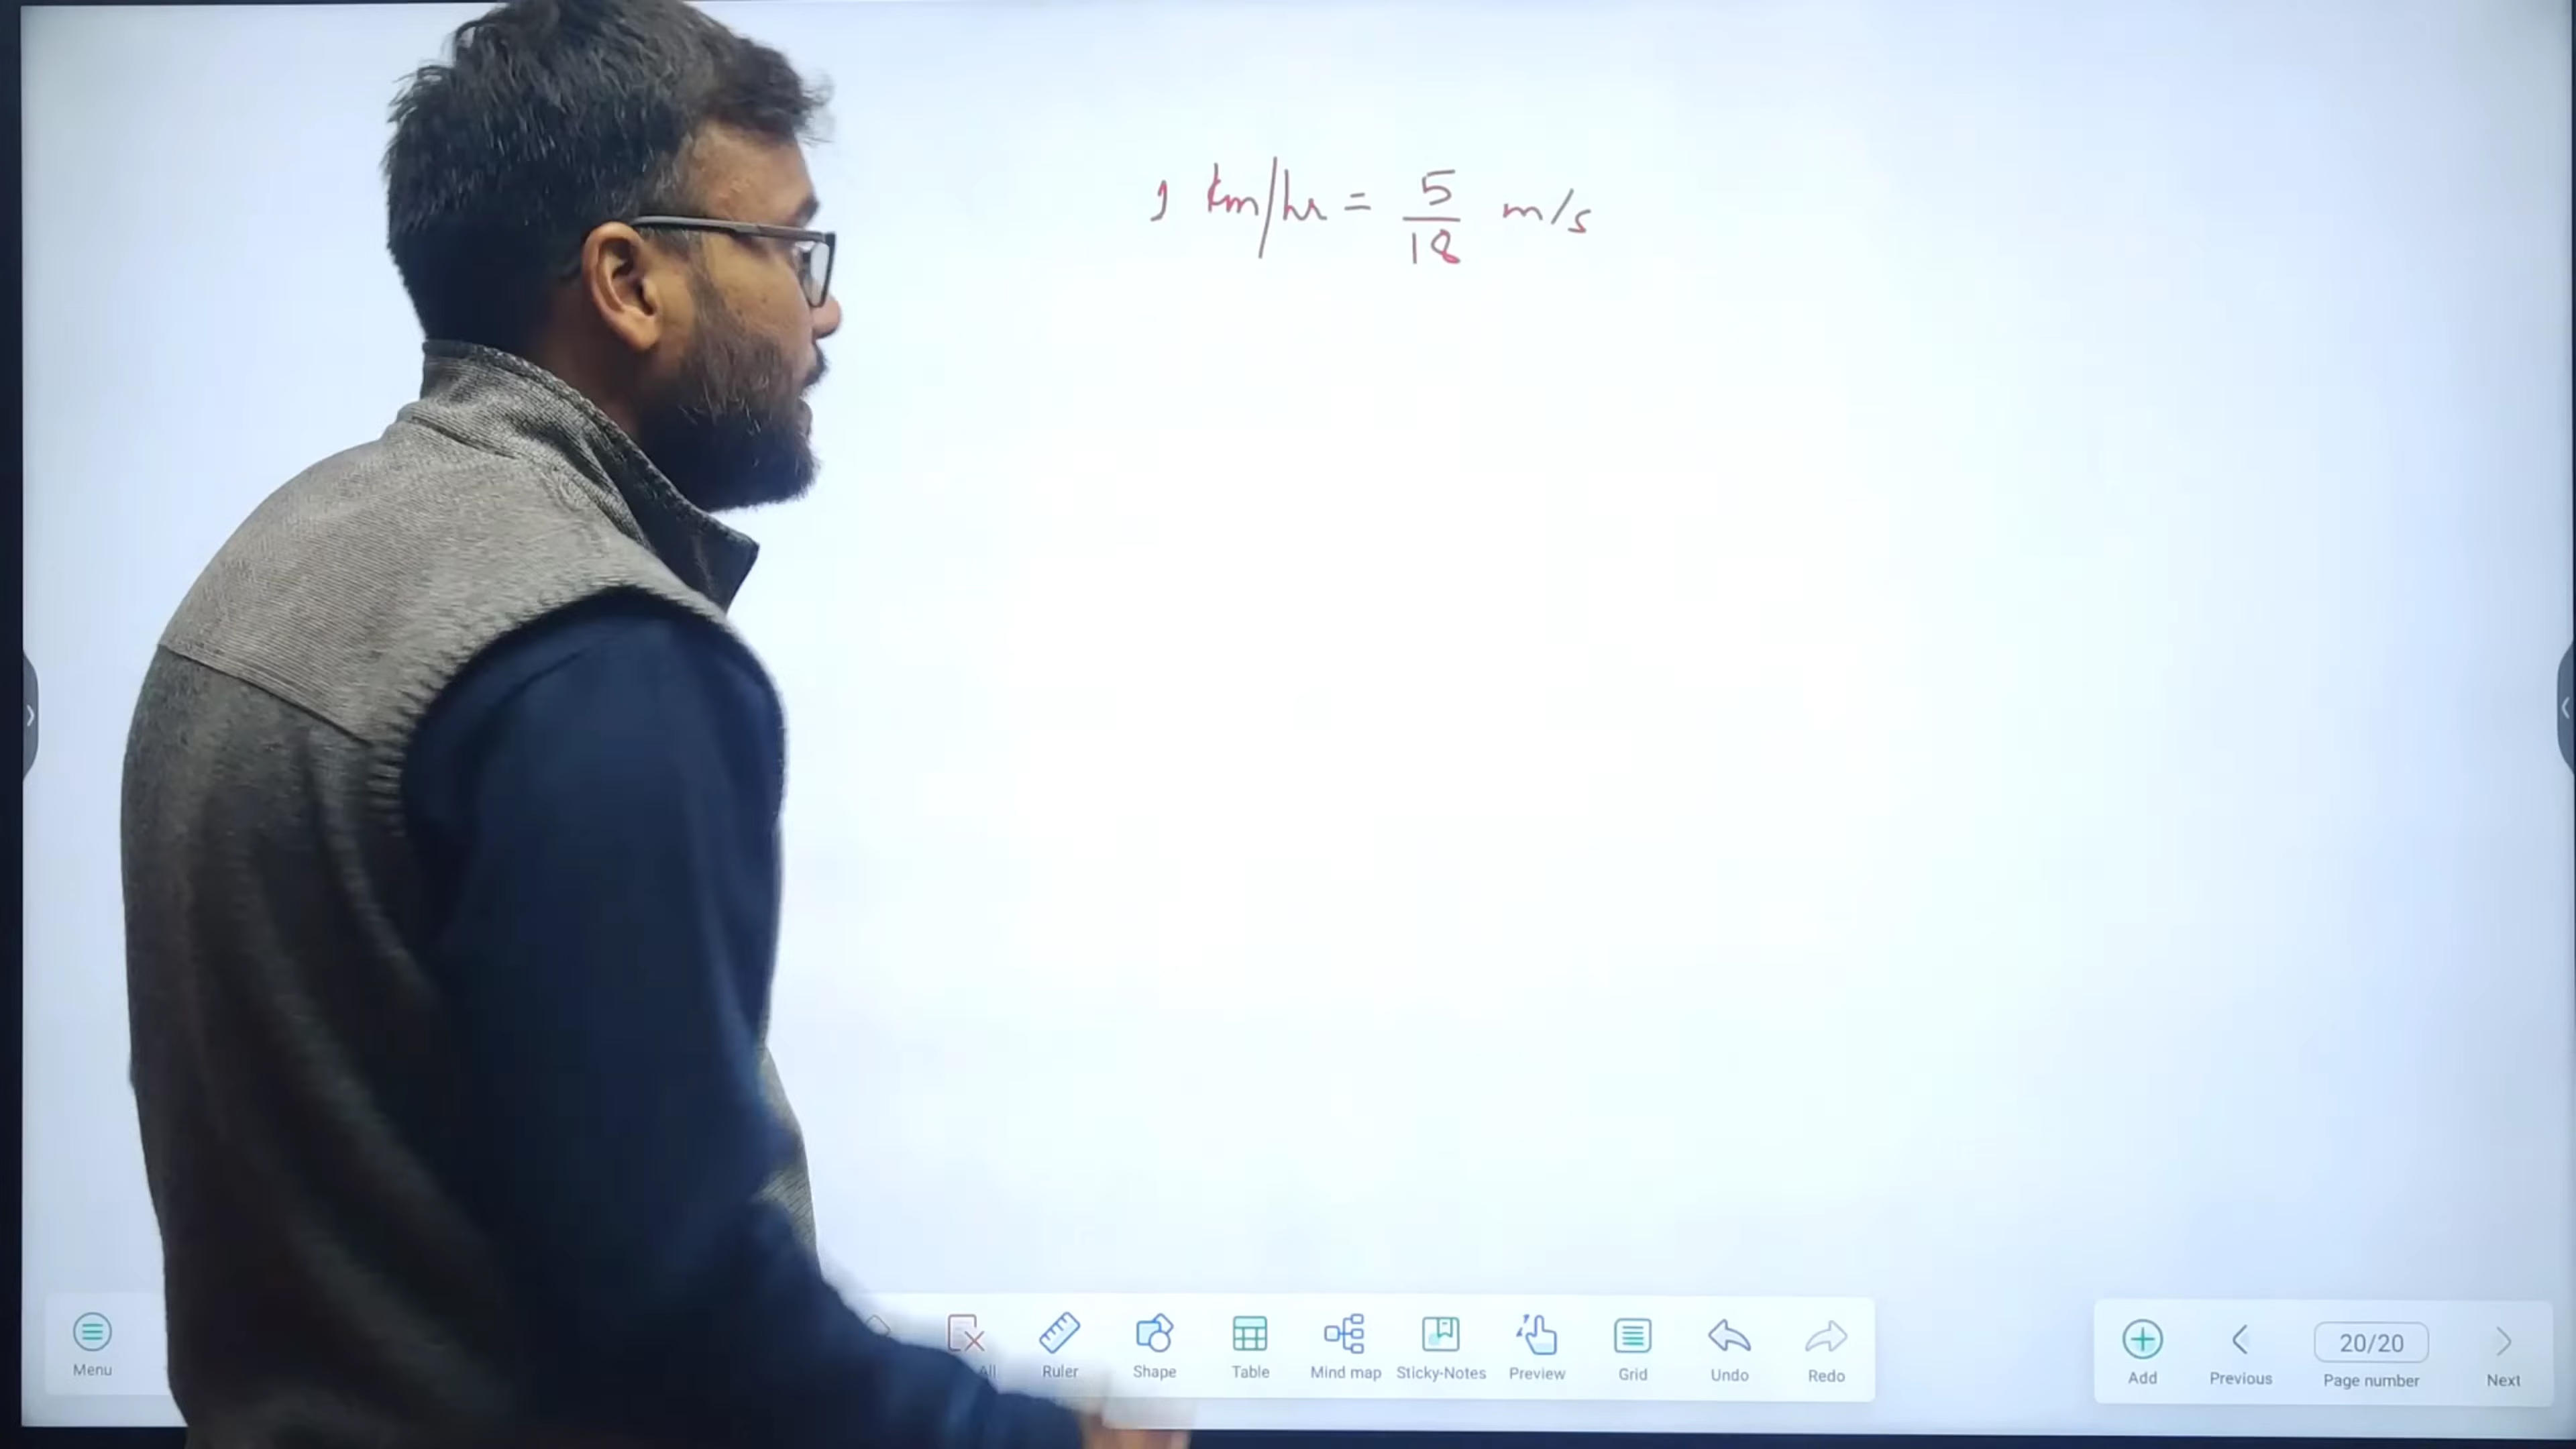 1 km/hr = 5/18 m/s
Menu
All
Ruler
Shape
Table
Mind map
Sticky-Notes
Preview
Grid
Undo
Redo
Add
Previous
20/20
Page number
Next